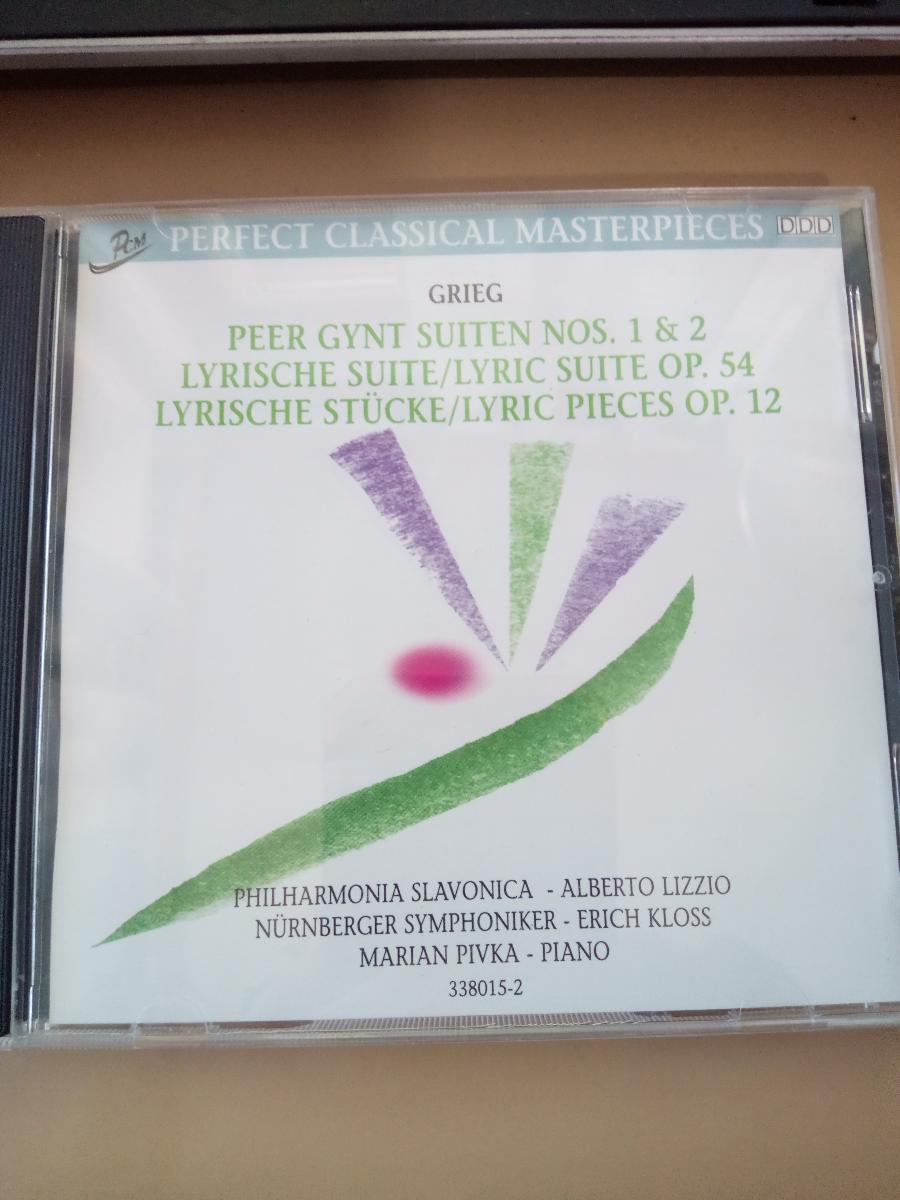 PCM PERFECT CLASSICAL MASTERPIECES DDD
GRIEG
PEER GYNT SUITEN NOS. 1 & 2
LYRISCHE SUITE/LYRIC SUITE OP. 54
LYRISCHE STÜCKE/LYRIC PIECES OP. 12
PHILHARMONIA SLAVONICA - ALBERTO LIZZIO
NÜRNBERGER SYMPHONIKER - ERICH KLOSS
MARIAN PIVKA - PIANO
338015-2